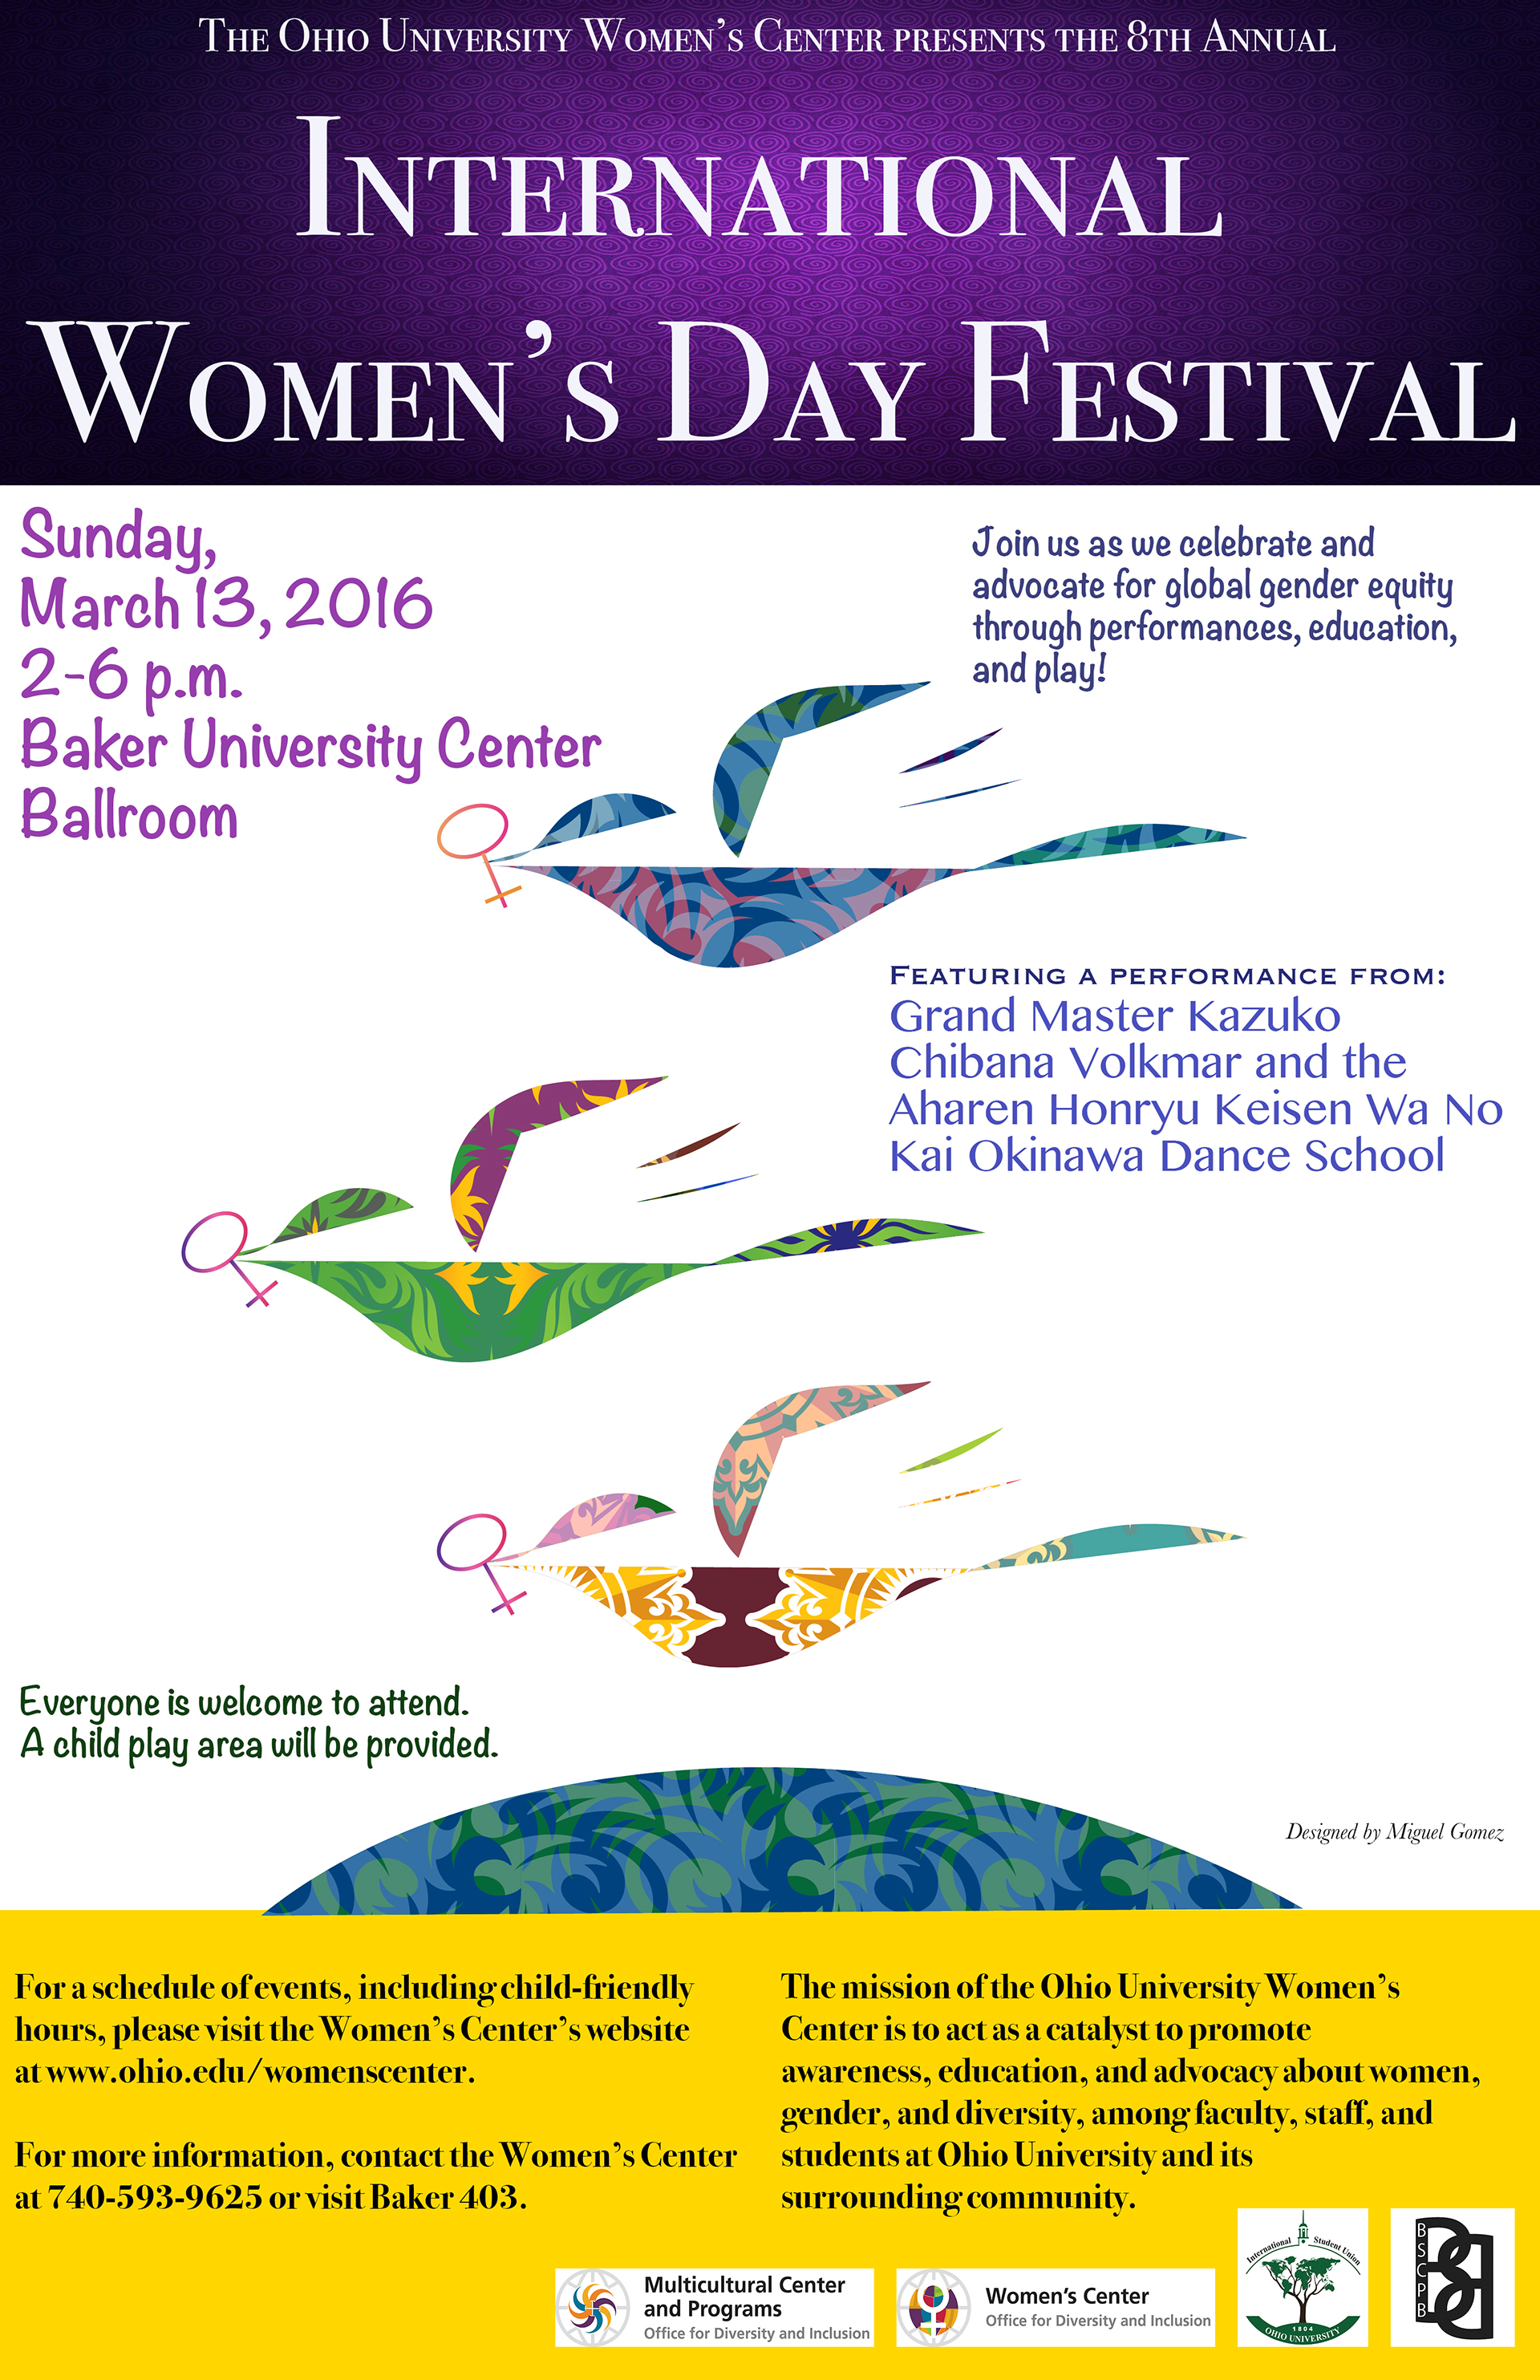 The Ohio University Women's Center presents the 8th Annual
International
Women's Day Festival
Sunday,
March 13, 2016
2-6 p.m.
Baker University Center
Ballroom
Join us as we celebrate and
advocate for global gender equity
through performances, education,
and play!
Featuring a performance from:
Grand Master Kazuko
Chibana Volkmar and the
Aharen Honryu Keisen Wa No
Kai Okinawa Dance School
Everyone is welcome to attend.
A child play area will be provided.
Designed by Miguel Gomez
For a schedule of events, including child-friendly
hours, please visit the Women's Center's website
at www.ohio.edu/womenscenter.
For more information, contact the Women's Center
at 740-593-9625 or visit Baker 403.
The mission of the Ohio University Women's
Center is to act as a catalyst to promote
awareness, education, and advocacy about women,
gender, and diversity, among faculty, staff, and
students at Ohio University and its
surrounding community.
Multicultural Center
and Programs
Office for Diversity and Inclusion
Women's Center
Office for Diversity and Inclusion
International Student Union
1804
OHIO UNIVERSITY
BSCPB